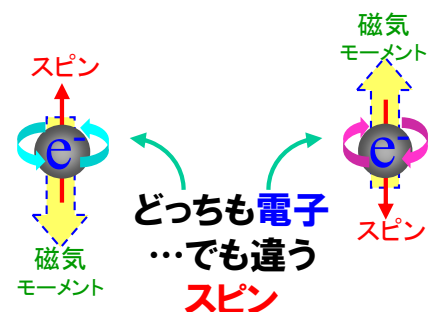 スピン
e-
磁気
モーメント
磁気
モーメント
e-
スピン
どっちも電子
…でも違う
スピン